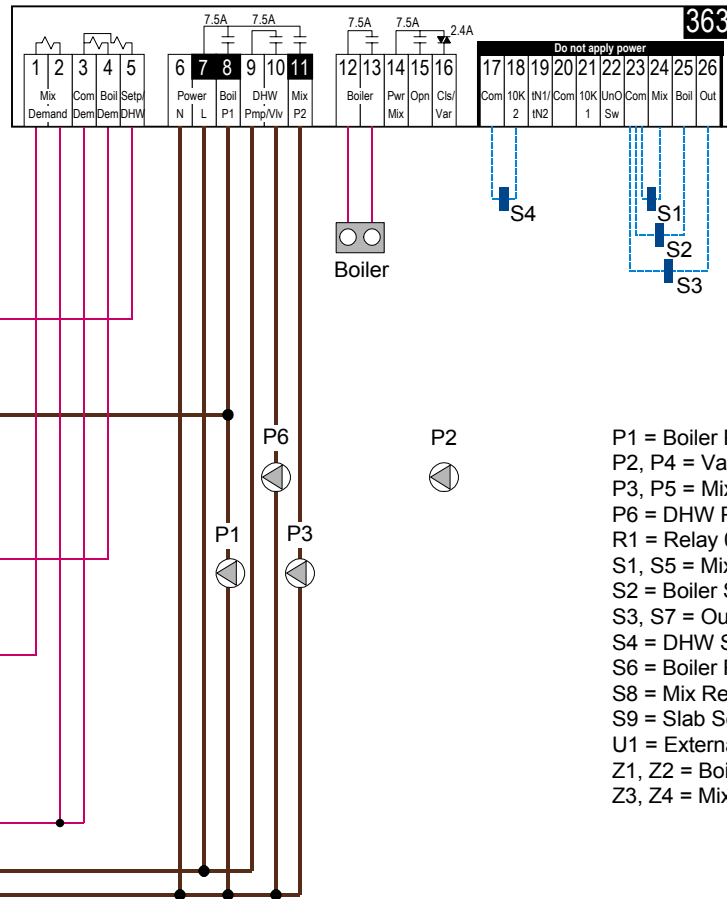 363
7.5A 7.5A 7.5A 7.5A 2.4A
Do not apply power
1 2 3 4 5 6 7 8 9 10 11 12 13 14 15 16 17 18 19 20 21 22 23 24 25 26
Mix Com Boil Setp/ Power Boil DHW Mix Boiler Pwr Opn Cls/ Com 10K tN1/ Com 10K UnO Com Mix Boil Out
Demand Dem Dem DHW N L P1 Pmp/Vlv P2 Mix Var 2 tN2 1 Sw
S4
S1
S2
S3
Boiler
P6
P2
P1
P3
P1 = Boiler
P2, P4 = Va
P3, P5 = Mix
P6 = DHW
R1 = Relay
S1, S5 = Mix
S2 = Boiler
S3, S7 = Ou
S4 = DHW
S6 = Boiler
S8 = Mix Re
S9 = Slab S
U1 = Extern
Z1, Z2 = Boi
Z3, Z4 = Mix